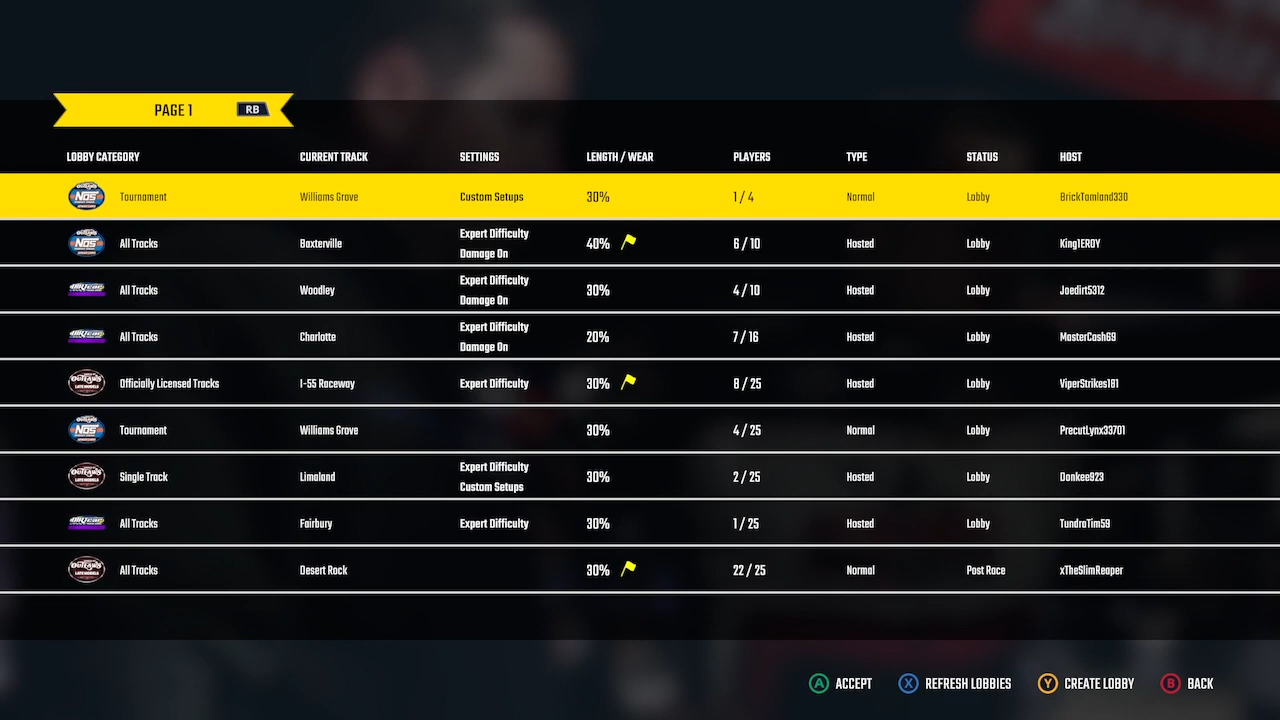 PAGE 1 RB
LOBBY CATEGORY CURRENT TRACK SETTINGS LENGTH / WEAR PLAYERS TYPE STATUS HOST
Tournament Williams Grove Custom Setups 30% 1 / 4 Normal Lobby BrickTamland330
All Tracks Baxterville Expert Difficulty 40% 6 / 10 Hosted Lobby King1ERDY
Damage On
All Tracks Woodley Expert Difficulty 30% 4 / 10 Hosted Lobby Joedirt5312
Damage On
All Tracks Charlotte Expert Difficulty 20% 7 / 16 Hosted Lobby MasterCash69
Damage On
Officially Licensed Tracks I-55 Raceway Expert Difficulty 30% 8 / 25 Hosted Lobby ViperStrikes181
Tournament Williams Grove 30% 4 / 25 Normal Lobby PrecutLynx33701
Single Track Limaland Expert Difficulty 30% 2 / 25 Hosted Lobby Donkee923
Custom Setups
All Tracks Fairbury Expert Difficulty 30% 1 / 25 Hosted Lobby TundraTim59
All Tracks Desert Rock 30% 22 / 25 Normal Post Race xTheSlimReaper
A ACCEPT X REFRESH LOBBIES Y CREATE LOBBY B BACK